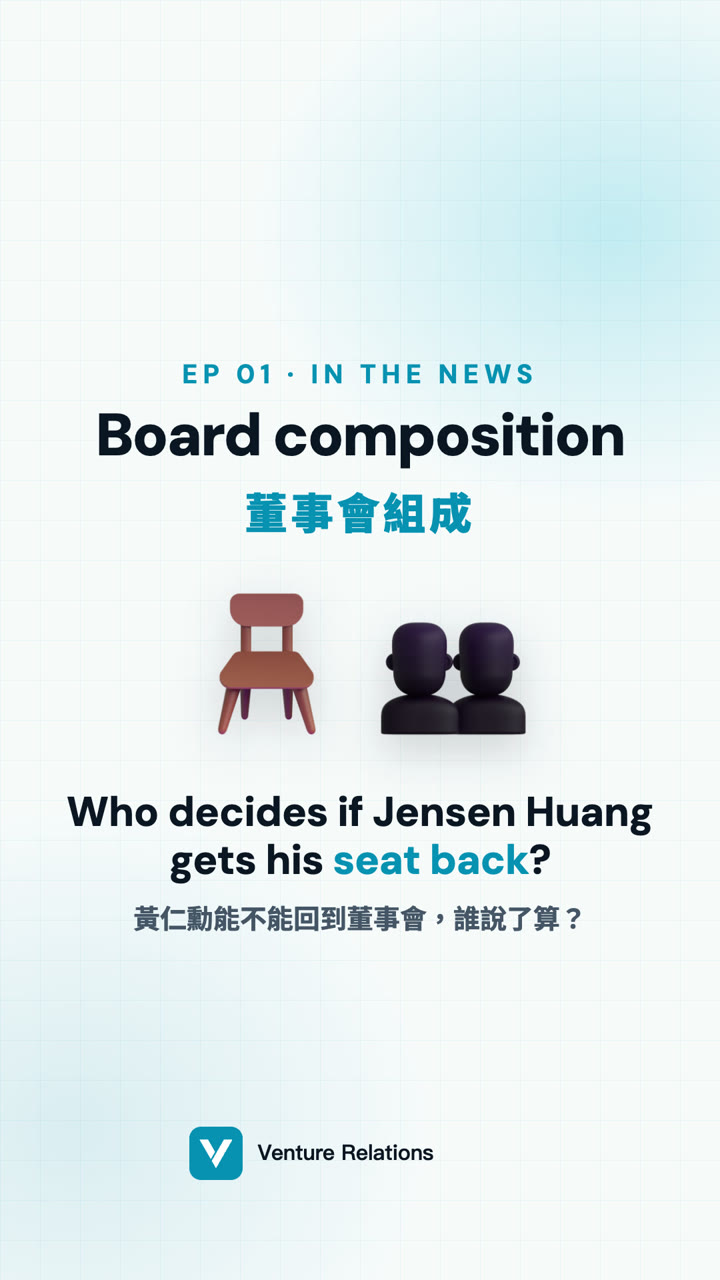 EP 01 · IN THE NEWS
Board composition
董事會組成
Who decides if Jensen Huang
gets his seat back?
黃仁勳能不能回到董事會，誰說了算？
Venture Relations